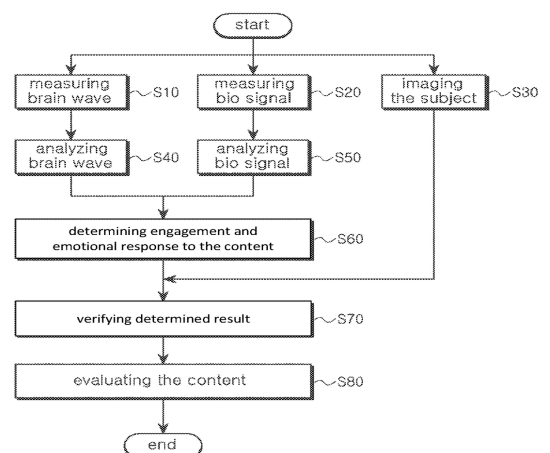 start
measuring
brain wave
S10
measuring
bio signal
S20
imaging
the subject
S30
analyzing
brain wave
S40
analyzing
bio signal
S50
determining engagement and
emotional response to the content
S60
verifying determined result
S70
evaluating the content
S80
end